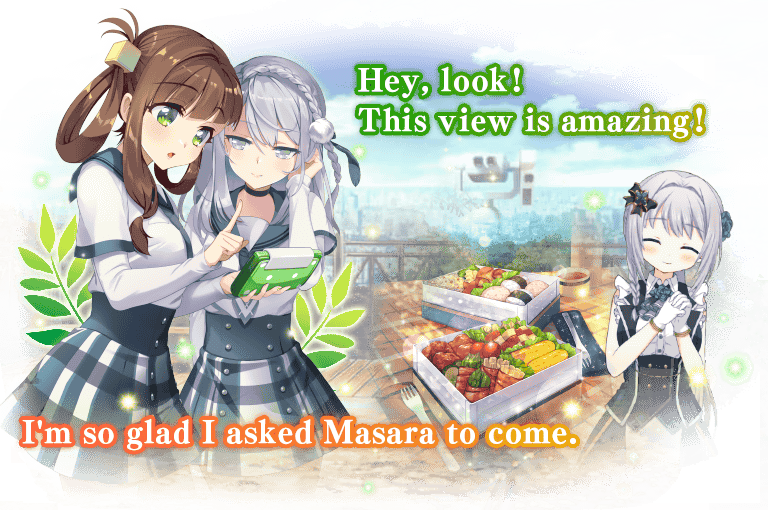 Hey, look!
This view is amazing!
I'm so glad I asked Masara to come.